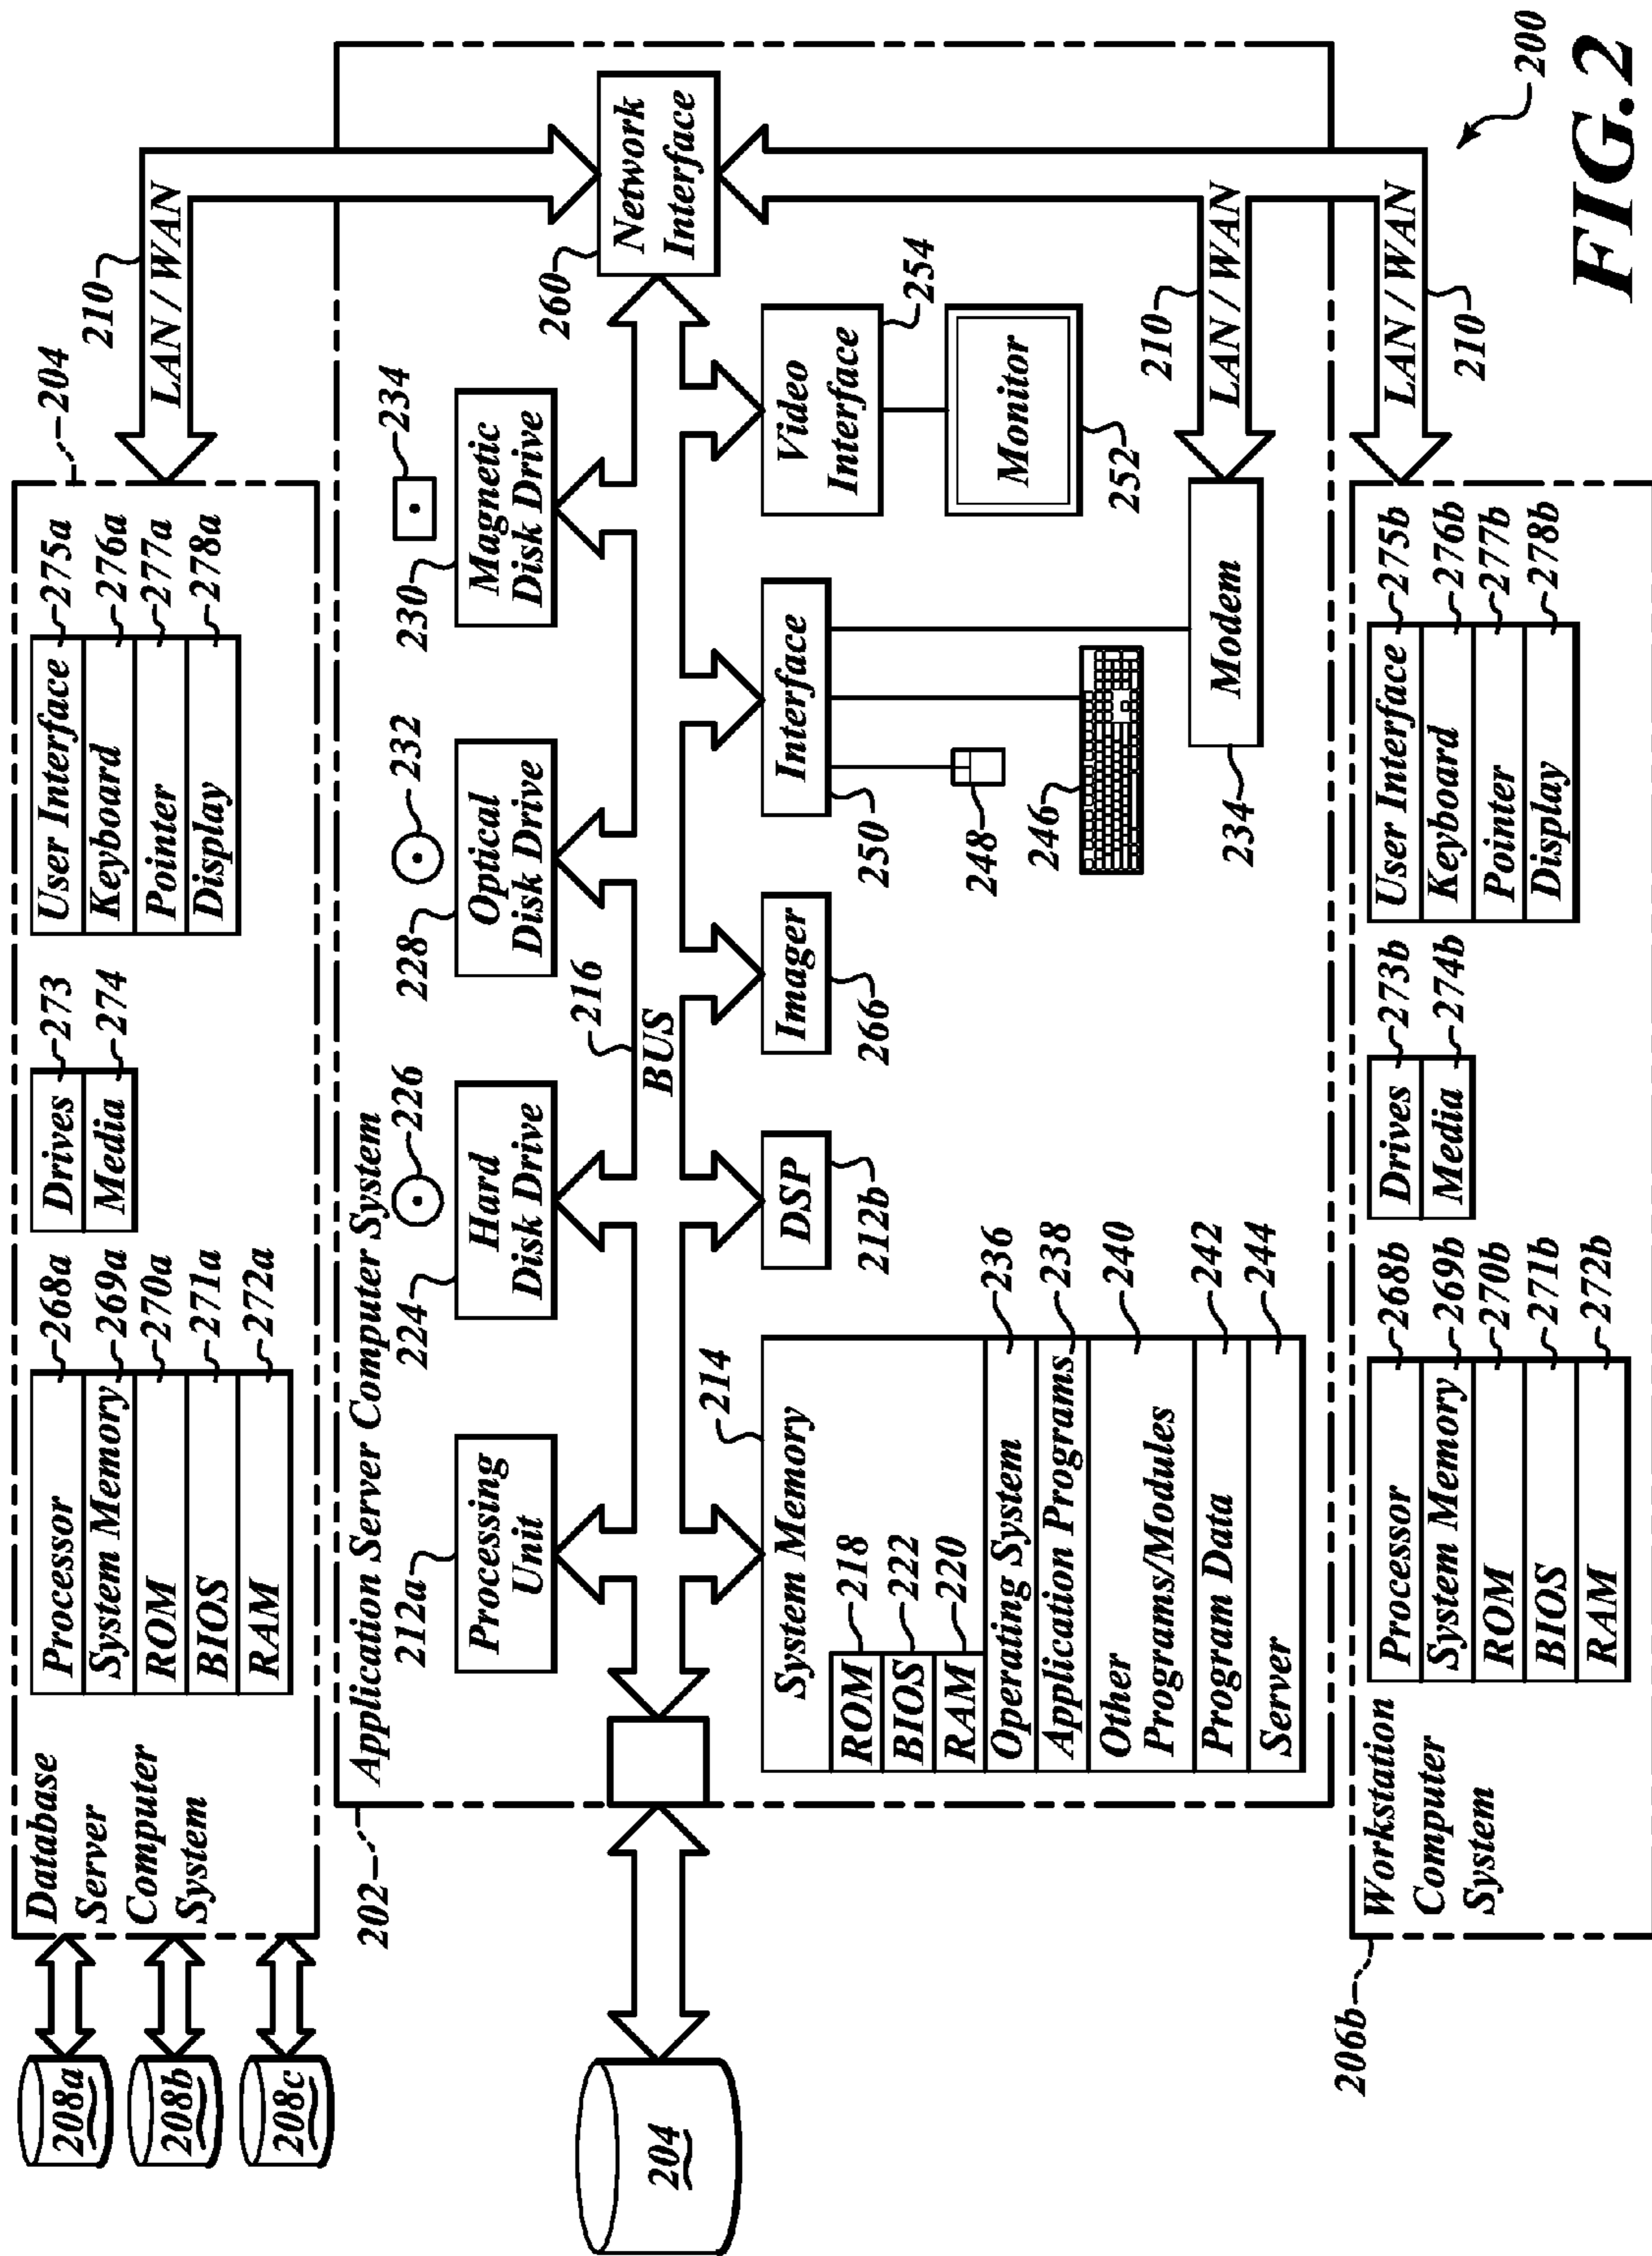 208a
208b
208c
Database
Server
Computer
System
Processor
System Memory
ROM
BIOS
RAM
268a
269a
270a
271a
272a
Drives
Media
273
274
User Interface
Keyboard
Pointer
Display
275a
276a
277a
278a
204
210
LAN / WAN
202
Application Server Computer System
212a
Processing
Unit
224
Hard
Disk Drive
226
228
Optical
Disk Drive
232
230
Magnetic
Disk Drive
234
260
Network
Interface
204
216
BUS
214
System Memory
ROM
218
BIOS
222
RAM
220
Operating System
236
Application Programs
238
Other
Programs/Modules
240
Program Data
242
Server
244
DSP
212b
Imager
266
Interface
250
248
246
Video
Interface
254
Monitor
252
Modem
234
210
LAN / WAN
206b
Workstation
Computer
System
Processor
System Memory
ROM
BIOS
RAM
268b
269b
270b
271b
272b
Drives
Media
273b
274b
User Interface
Keyboard
Pointer
Display
275b
276b
277b
278b
LAN / WAN
210
200
FIG.2